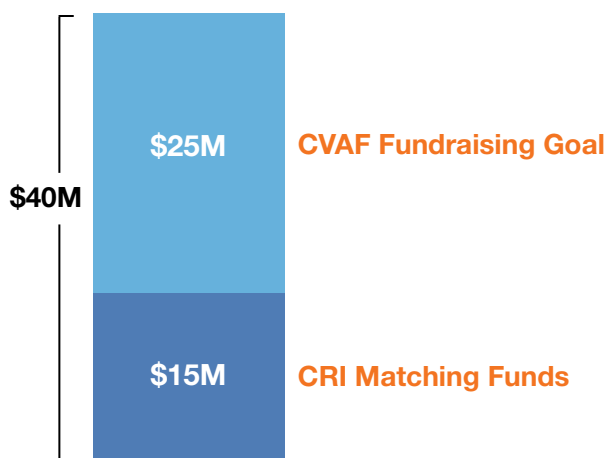 $25M
CVAF Fundraising Goal
$40M
$15M
CRI Matching Funds